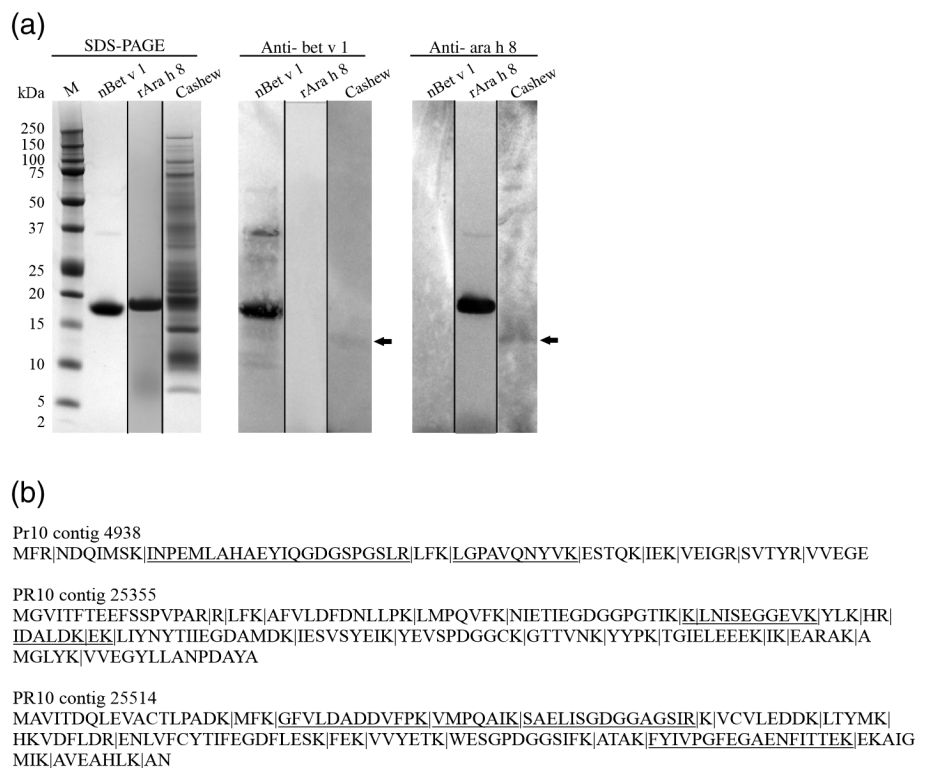 (a)
SDS-PAGE
Anti- bet v 1
Anti- ara h 8
kDa
M
nBet v 1
rAra h 8
Cashew
nBet v 1
rAra h 8
Cashew
nBet v 1
rAra h 8
Cashew
250
150
100
75
50
37
25
20
15
10
5
2
(b)
Pr10 contig 4938
MFR|NDQIMSK|INPEMLAHAEYIQGDGSPGSLR|LFK|LGPAVQNYVK|ESTQK|IEK|VEIGR|SVTYR|VVEGE
PR10 contig 25355
MGVITFTEEFSSPVPAR|R|LFK|AFVLDFDNLLPK|LMPQVFK|NIETIEGDGGPGTIK|K|LNISEGGEVK|YLK|HR|
IDALDK|EK|LIYNYTIIEGDAMDK|IESVSYEIK|YEVSPDGGCK|GTTVNK|YYPK|TGIELEEEK|IK|EARAK|A
MGLYK|VVEGYLLANPDAYA
PR10 contig 25514
MAVITDQLEVACTLPADK|MFK|GFVLDADDVFPK|VMPQAIK|SAELISGDGGAGSIR|K|VCVLEDDK|LTYMK|
HKVDFLDR|ENLVFCYTIFEGDFLESK|FEK|VVYETK|WESGPDGGSIFK|ATAK|FYIVPGFEGAENFITTEK|EKAIG
MIK|AVEAHLK|AN